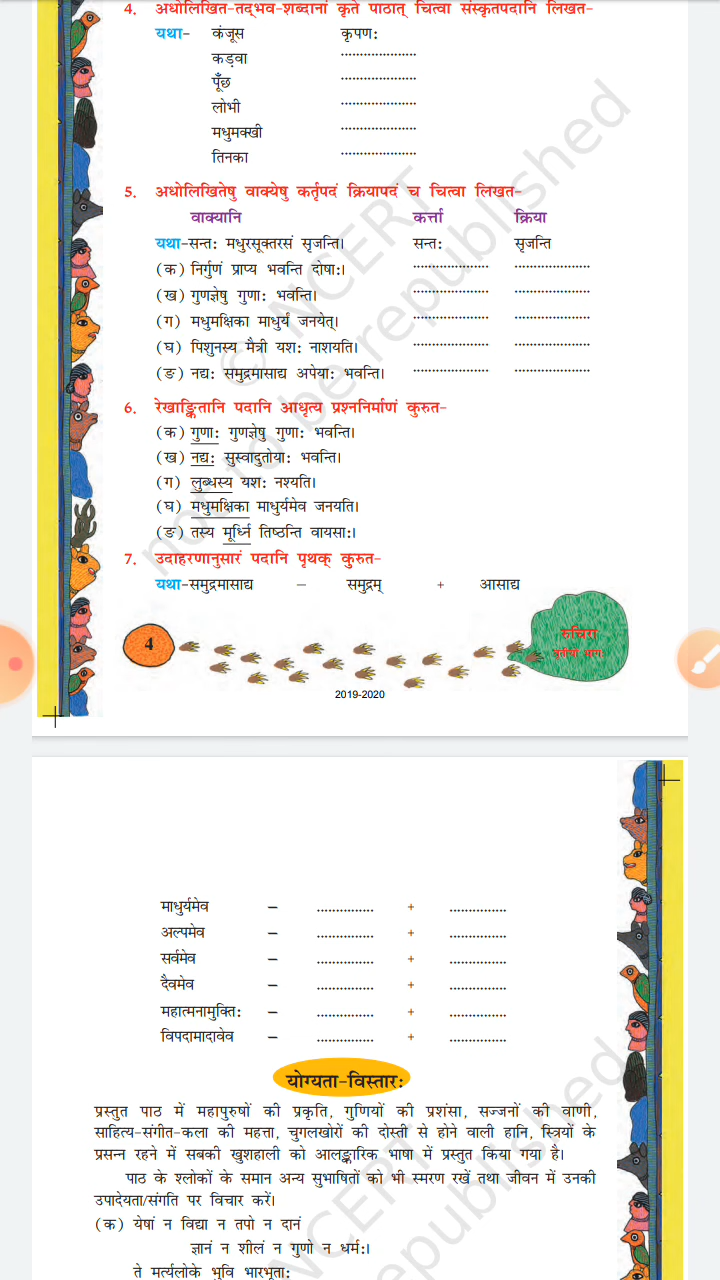 4. अधोलिखित-तद्भव-शब्दानां कृते पाठात् चित्वा संस्कृतपदानि लिखत-
यथा- कंजूस कृपण:
कड़वा ....................
पूँछ ....................
लोभी ....................
मधुमक्खी ....................
तिनका ....................
5. अधोलिखितेषु वाक्येषु कर्तृपदं क्रियापदं च चित्वा लिखत-
वाक्यानि कर्त्ता क्रिया
यथा-सन्त: मधुरसूक्तरसं सृजन्ति। सन्त: सृजन्ति
(क) निर्गुणं प्राप्य भवन्ति दोषा:। .................... ....................
(ख) गुणज्ञेषु गुणा: भवन्ति। .................... ....................
(ग) मधुमक्षिका माधुर्यं जनयेत्। .................... ....................
(घ) पिशुनस्य मैत्री यश: नाशयति। .................... ....................
(ङ) नद्य: समुद्रमासाद्य अपेया: भवन्ति। .................... ....................
6. रेखाङ्कितानि पदानि आधृत्य प्रश्ननिर्माणं कुरुत-
(क) गुणा: गुणज्ञेषु गुणा: भवन्ति।
(ख) नद्य: सुस्वादुतोया: भवन्ति।
(ग) लुब्धस्य यश: नश्यति।
(घ) मधुमक्षिका माधुर्यमेव जनयति।
(ङ) तस्य मूर्ध्नि तिष्ठन्ति वायसा:।
7. उदाहरणानुसारं पदानि पृथक् कुरुत-
यथा-समुद्रमासाद्य – समुद्रम् + आसाद्य
4
रुचिरा
तृतीयो भाग:
2019-2020
माधुर्यमेव – ............... + ...............
अल्पमेव – ............... + ...............
सर्वमेव – ............... + ...............
दैवमेव – ............... + ...............
महात्मनामुक्ति: – ............... + ...............
विपदामादावेव – ............... + ...............
योग्यता-विस्तार:
प्रस्तुत पाठ में महापुरुषों की प्रकृति, गुणियों की प्रशंसा, सज्जनों की वाणी,
साहित्य-संगीत-कला की महत्ता, चुगलखोरों की दोस्ती से होने वाली हानि, स्त्रियों के
प्रसन्न रहने में सबकी खुशहाली को आलङ्कारिक भाषा में प्रस्तुत किया गया है।
पाठ के श्लोकों के समान अन्य सुभाषितों को भी स्मरण रखें तथा जीवन में उनकी
उपादेयता/संगति पर विचार करें।
(क) येषां न विद्या न तपो न दानं
ज्ञानं न शीलं न गुणो न धर्म:।
ते मर्त्यलोके भुवि भारभूता:
© NCERT
not to be republished